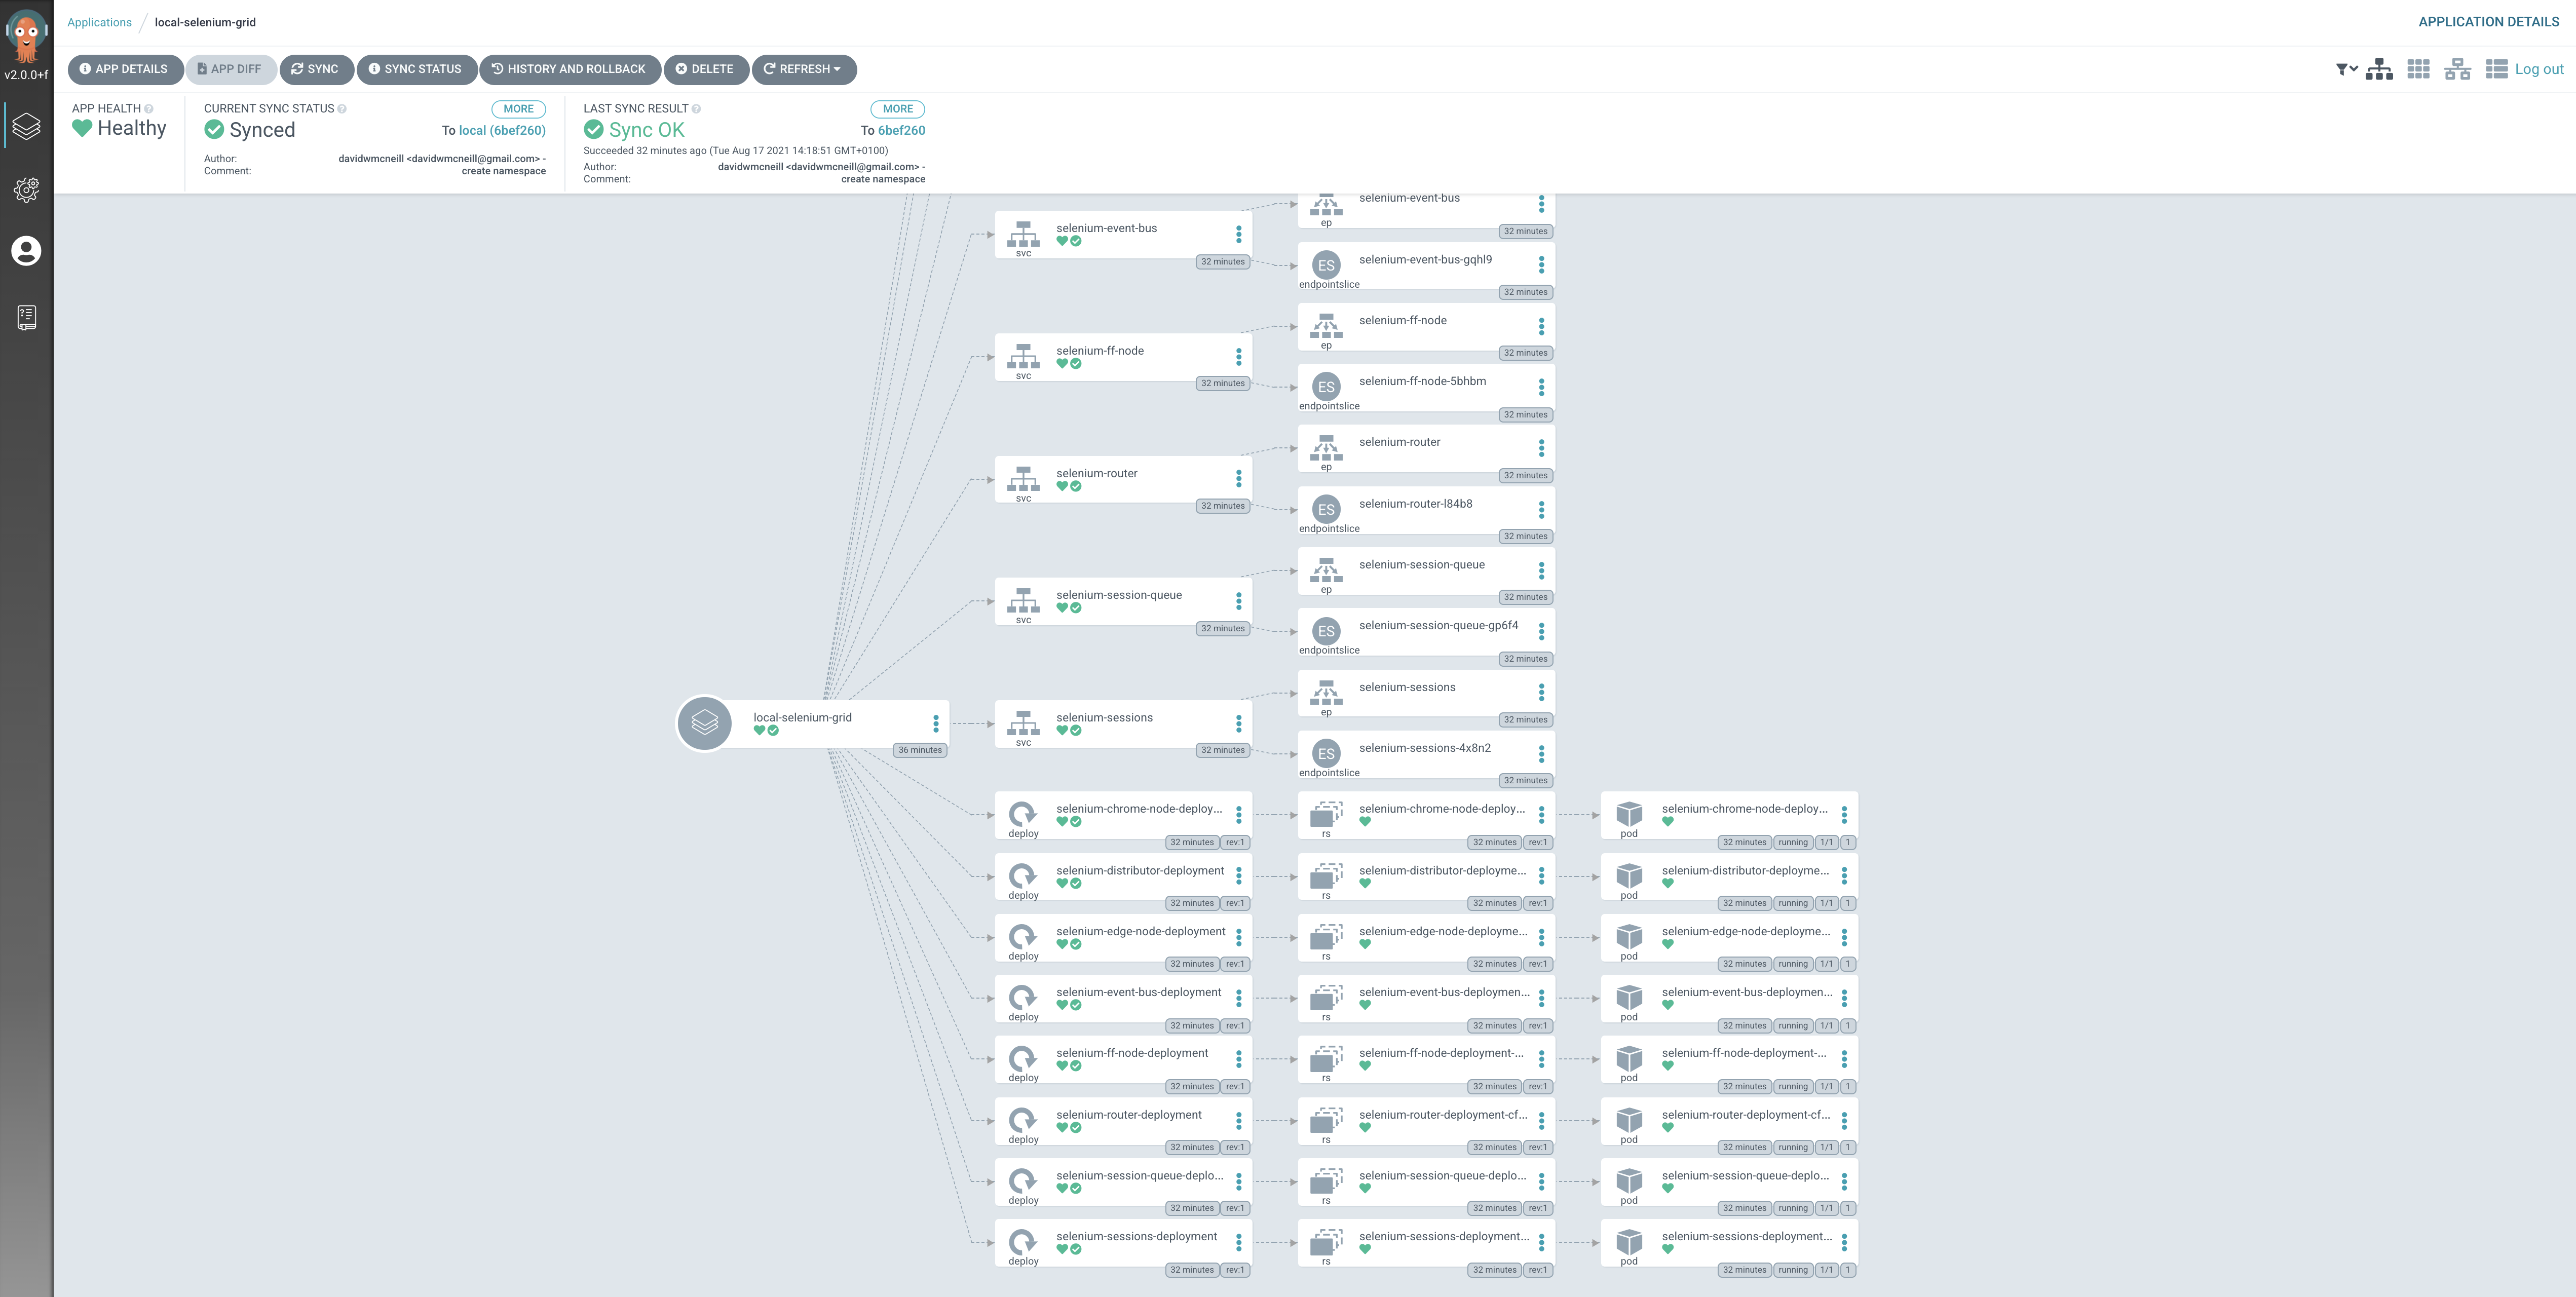 Applications / local-selenium-grid
APPLICATION DETAILS
v2.0.0+f
APP DETAILS
APP DIFF
SYNC
SYNC STATUS
HISTORY AND ROLLBACK
DELETE
REFRESH
Log out
APP HEALTH
Healthy
CURRENT SYNC STATUS
MORE
Synced
To local (6bef260)
Author: davidwmcneill <davidwmcneill@gmail.com> -
Comment: create namespace
LAST SYNC RESULT
MORE
Sync OK
To 6bef260
Succeeded 32 minutes ago (Tue Aug 17 2021 14:18:51 GMT+0100)
Author: davidwmcneill <davidwmcneill@gmail.com> -
Comment: create namespace
selenium-event-bus
ep
32 minutes
selenium-event-bus
svc
32 minutes
ES
selenium-event-bus-gqhl9
endpointslice
32 minutes
selenium-ff-node
ep
32 minutes
selenium-ff-node
svc
32 minutes
ES
selenium-ff-node-5bhbm
endpointslice
32 minutes
selenium-router
ep
32 minutes
selenium-router
svc
32 minutes
ES
selenium-router-l84b8
endpointslice
32 minutes
selenium-session-queue
ep
32 minutes
selenium-session-queue
svc
32 minutes
ES
selenium-session-queue-gp6f4
endpointslice
32 minutes
selenium-sessions
ep
32 minutes
local-selenium-grid
36 minutes
selenium-sessions
svc
32 minutes
ES
selenium-sessions-4x8n2
endpointslice
32 minutes
selenium-chrome-node-deploy...
deploy
32 minutes rev:1
selenium-chrome-node-deploy...
rs
32 minutes rev:1
selenium-chrome-node-deploy...
pod
32 minutes running 1/1 1
selenium-distributor-deployment
deploy
32 minutes rev:1
selenium-distributor-deployme...
rs
32 minutes rev:1
selenium-distributor-deployme...
pod
32 minutes running 1/1 1
selenium-edge-node-deployment
deploy
32 minutes rev:1
selenium-edge-node-deployme...
rs
32 minutes rev:1
selenium-edge-node-deployme...
pod
32 minutes running 1/1 1
selenium-event-bus-deployment
deploy
32 minutes rev:1
selenium-event-bus-deploymen...
rs
32 minutes rev:1
selenium-event-bus-deploymen...
pod
32 minutes running 1/1 1
selenium-ff-node-deployment
deploy
32 minutes rev:1
selenium-ff-node-deployment-...
rs
32 minutes rev:1
selenium-ff-node-deployment-...
pod
32 minutes running 1/1 1
selenium-router-deployment
deploy
32 minutes rev:1
selenium-router-deployment-cf...
rs
32 minutes rev:1
selenium-router-deployment-cf...
pod
32 minutes running 1/1 1
selenium-session-queue-deplo...
deploy
32 minutes rev:1
selenium-session-queue-deplo...
rs
32 minutes rev:1
selenium-session-queue-deplo...
pod
32 minutes running 1/1 1
selenium-sessions-deployment
deploy
32 minutes rev:1
selenium-sessions-deployment...
rs
32 minutes rev:1
selenium-sessions-deployment...
pod
32 minutes running 1/1 1